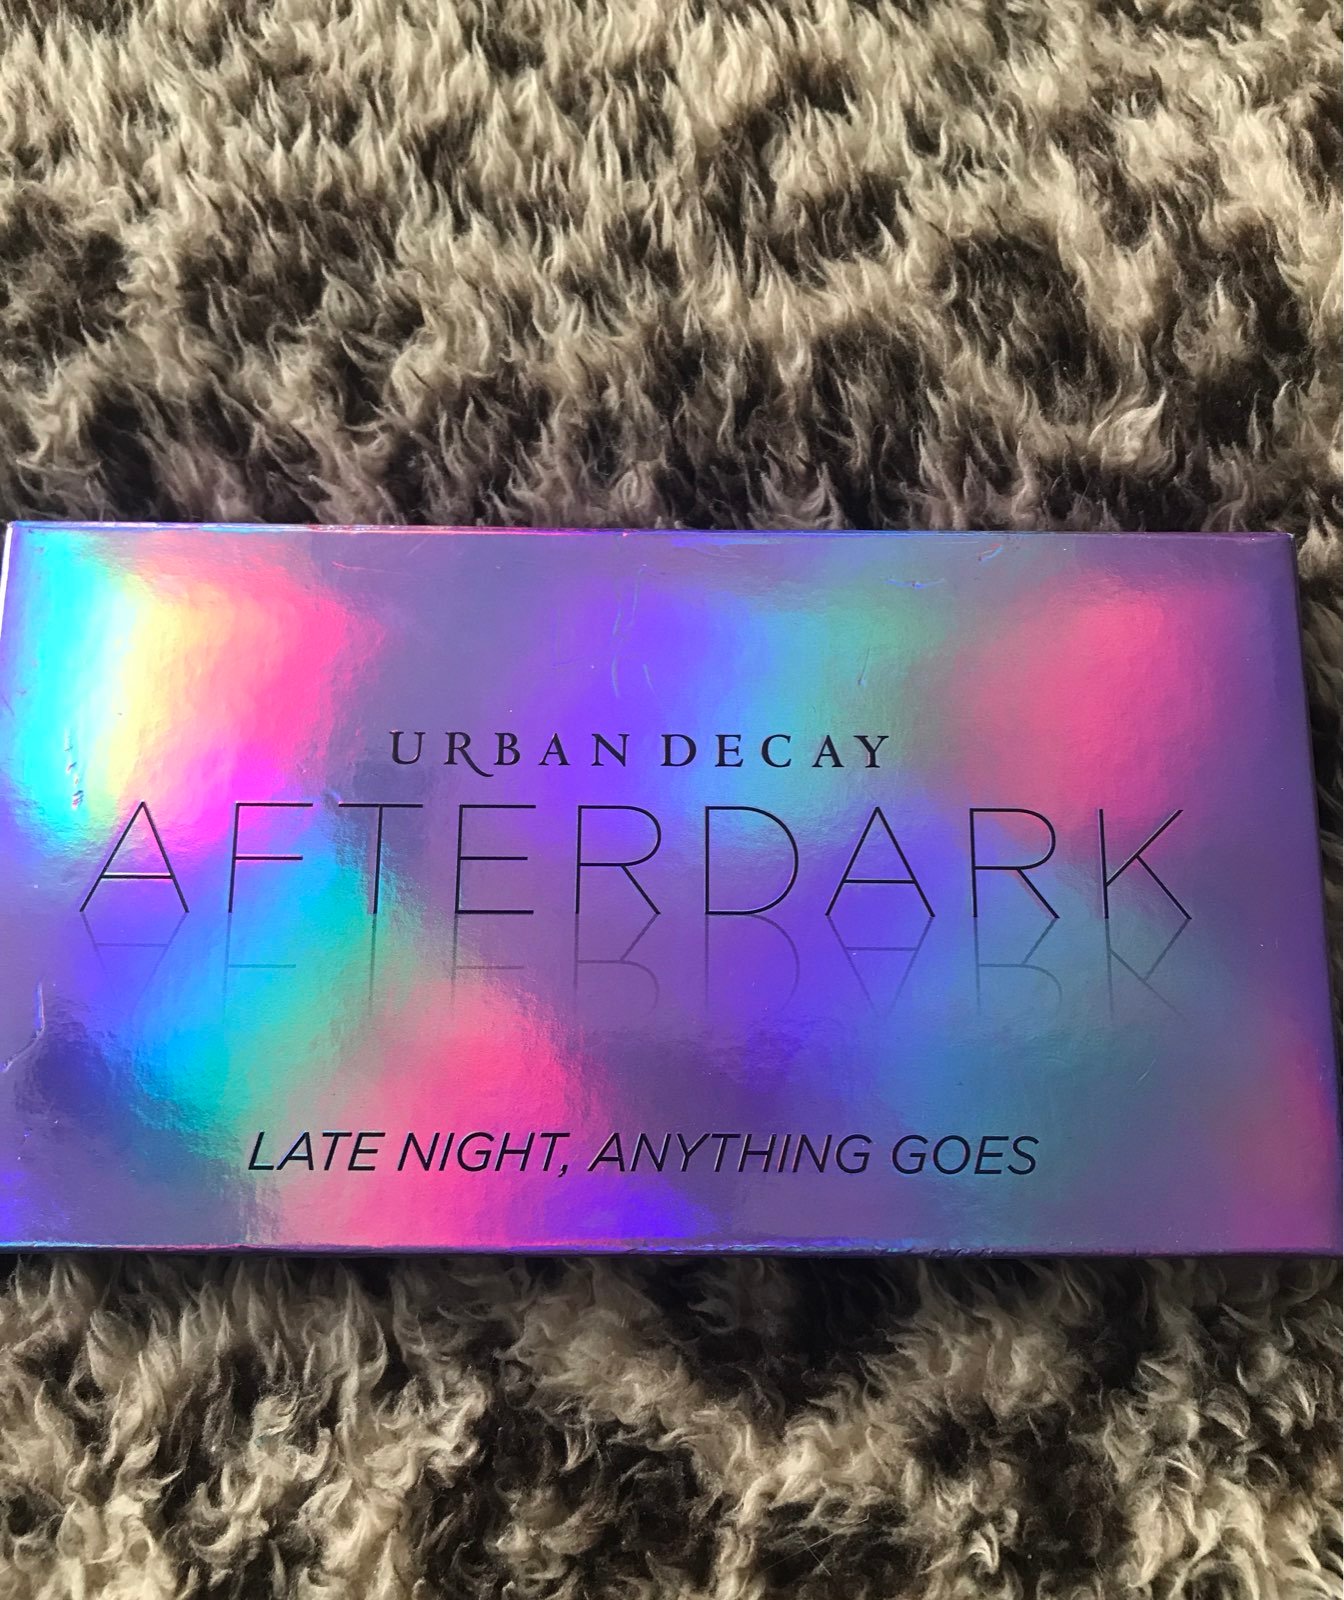 URBAN DECAY
AFTERDARK
LATE NIGHT, ANYTHING GOES